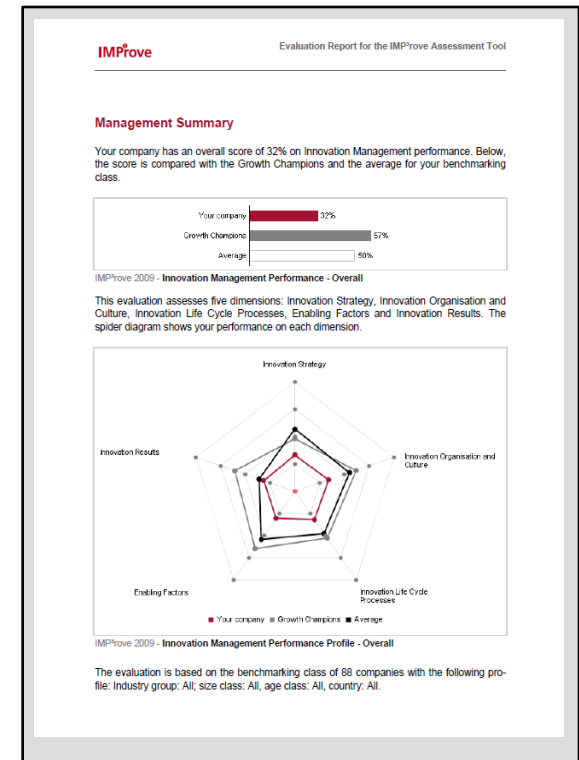 IMP³rove
Evaluation Report for the IMP³rove Assessment Tool
Management Summary
Your company has an overall score of 32% on Innovation Management performance. Below,
the score is compared with the Growth Champions and the average for your benchmarking
class.
Your company 32%
Growth Champions 57%
Average 50%
IMP³rove 2009 - Innovation Management Performance - Overall
This evaluation assesses five dimensions: Innovation Strategy, Innovation Organisation and
Culture, Innovation Life Cycle Processes, Enabling Factors and Innovation Results. The
spider diagram shows your performance on each dimension.
Innovation Strategy
Innovation Results
Innovation Organisation and
Culture
Enabling Factors
Innovation Life Cycle
Processes
Your company Growth Champions Average
IMP³rove 2009 - Innovation Management Performance Profile - Overall
The evaluation is based on the benchmarking class of 88 companies with the following pro-
file: Industry group: All; size class: All, age class: All, country: All.